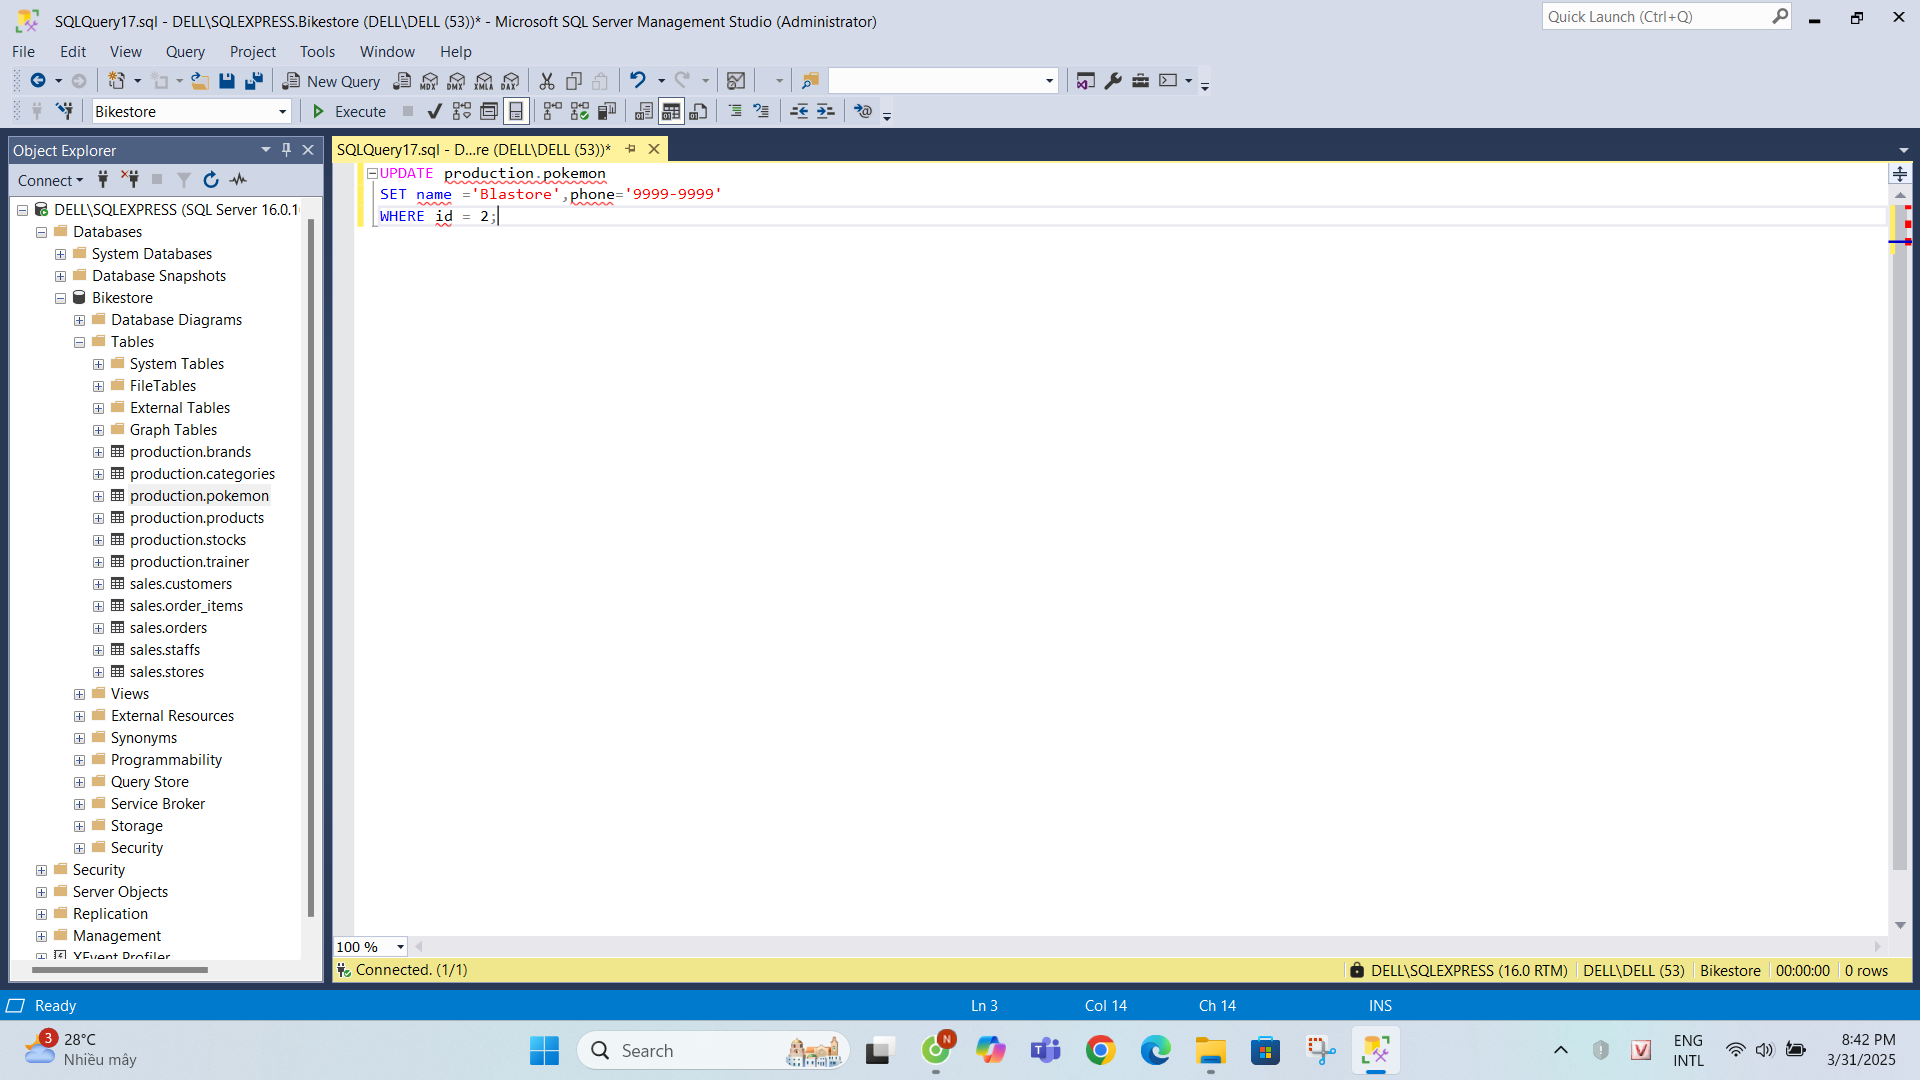 SQLQuery17.sql - DELL\SQLEXPRESS.Bikestore (DELL\DELL (53))* - Microsoft SQL Server Management Studio (Administrator)
Quick Launch (Ctrl+Q)
File Edit View Query Project Tools Window Help
New Query
MDX DMX XMLA DAX
Bikestore
Execute
Object Explorer
SQLQuery17.sql - D...re (DELL\DELL (53))*
Connect
DELL\SQLEXPRESS (SQL Server 16.0.1
Databases
System Databases
Database Snapshots
Bikestore
Database Diagrams
Tables
System Tables
FileTables
External Tables
Graph Tables
production.brands
production.categories
production.pokemon
production.products
production.stocks
production.trainer
sales.customers
sales.order_items
sales.orders
sales.staffs
sales.stores
Views
External Resources
Synonyms
Programmability
Query Store
Service Broker
Storage
Security
Security
Server Objects
Replication
Management
XEvent Profiler
UPDATE production.pokemon
SET name ='Blastore',phone='9999-9999'
WHERE id = 2;
100 %
Connected. (1/1)
DELL\SQLEXPRESS (16.0 RTM) DELL\DELL (53) Bikestore 00:00:00 0 rows
Ready Ln 3 Col 14 Ch 14 INS
3
28°C
Nhiều mây
Search
N
ENG
INTL
8:42 PM
3/31/2025